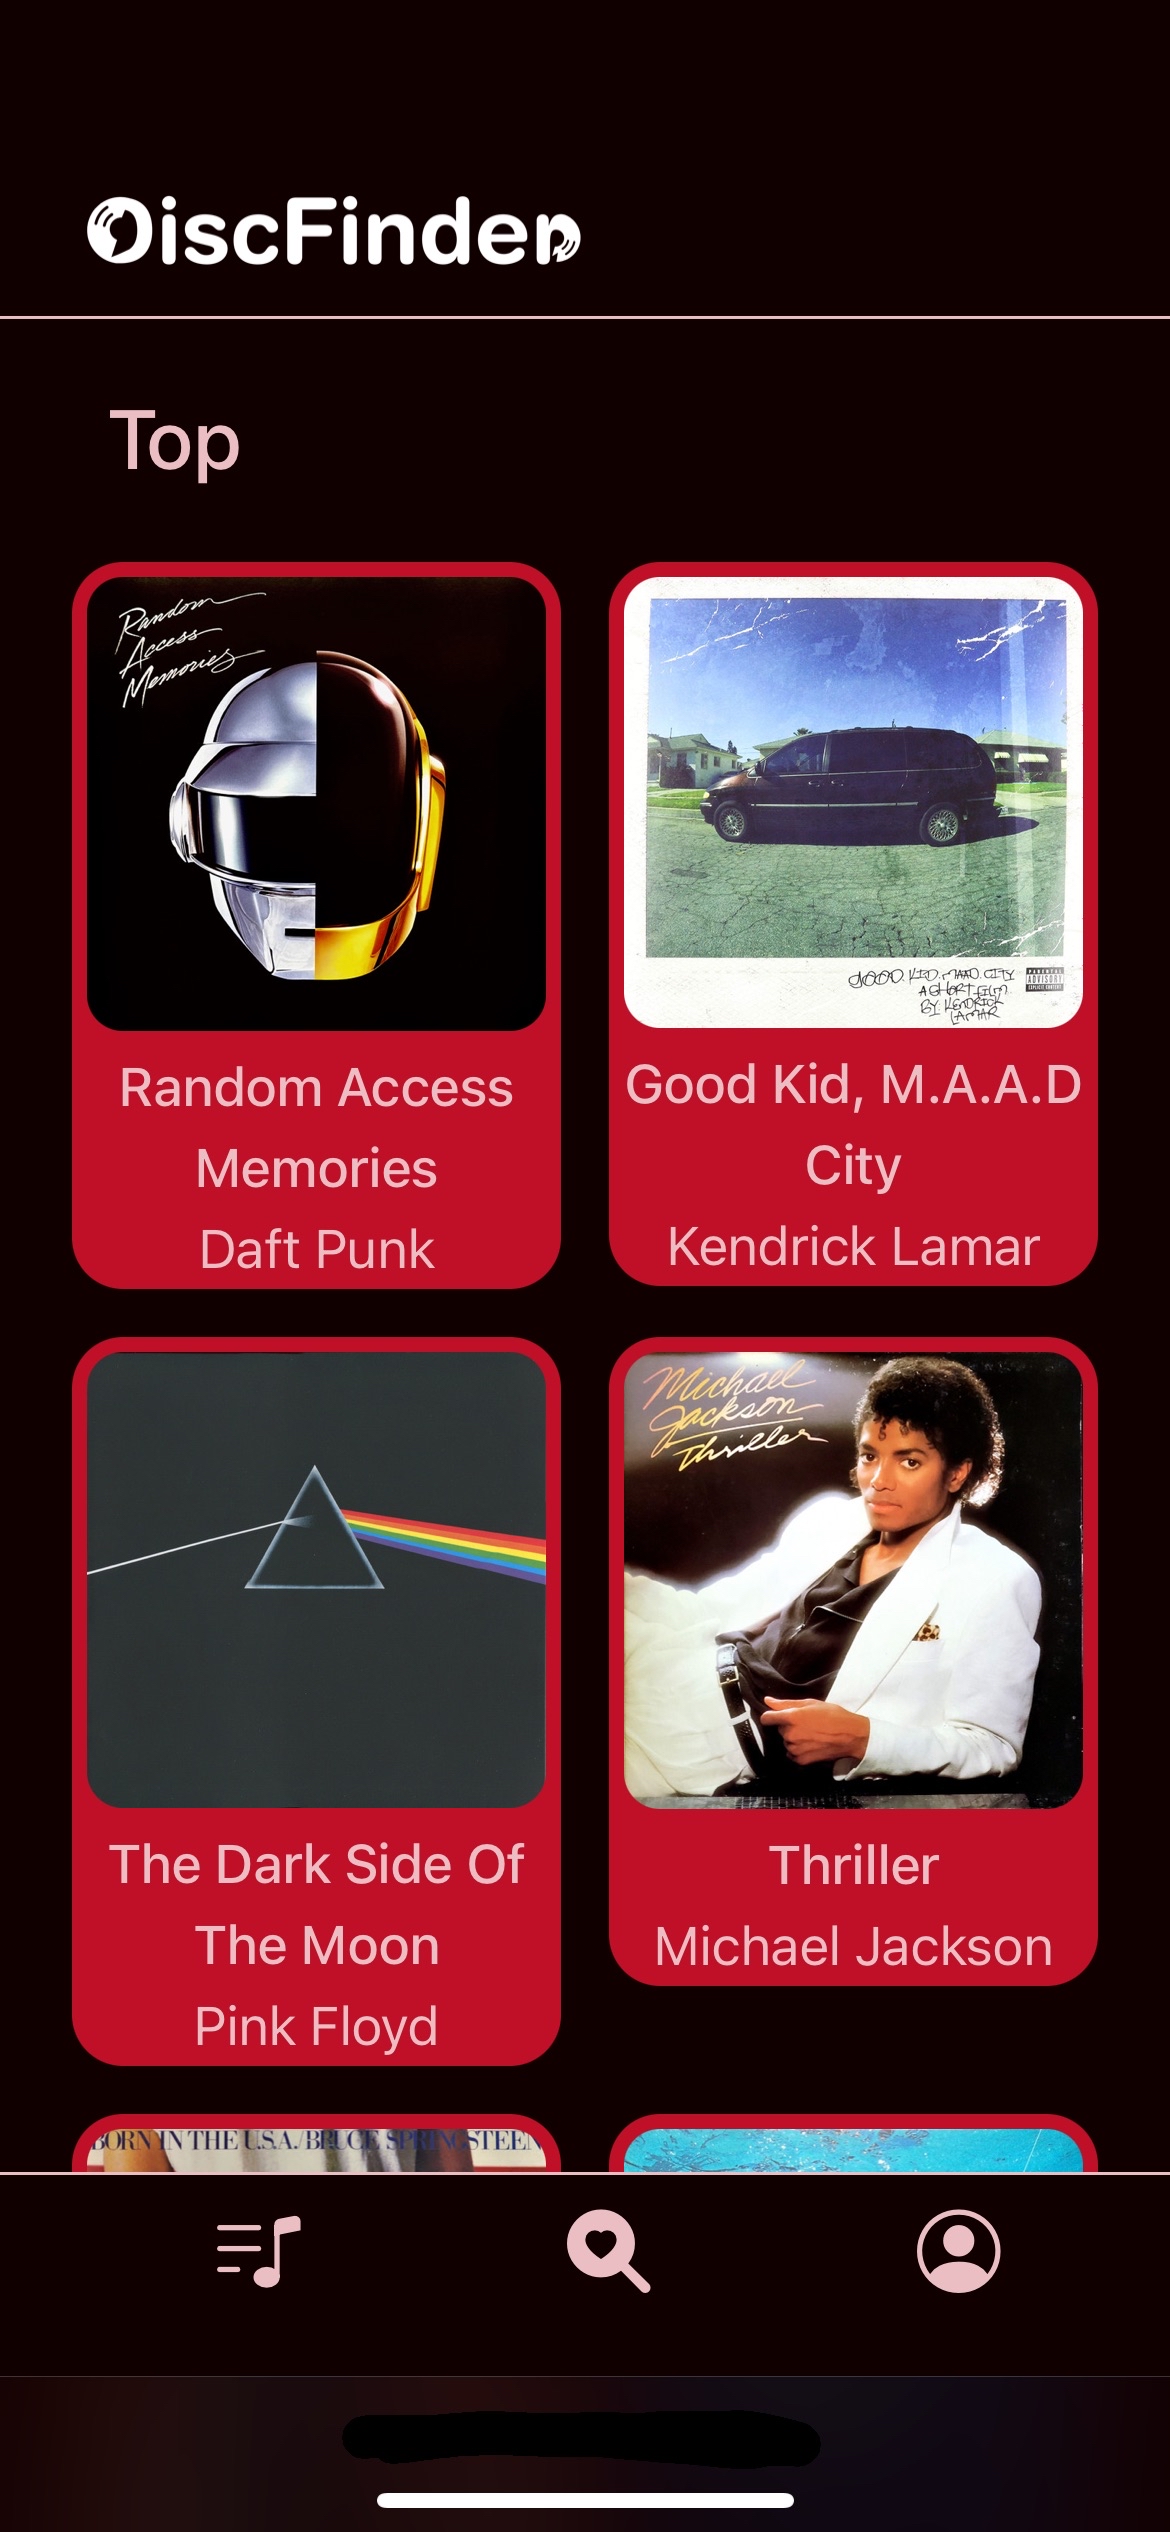 DiscFinder
Top
Random
Access
Memories
GOOD KID, M.A.A.D. CITY
A SHORT FILM
BY KENDRICK
LAMAR
PARENTAL
ADVISORY
EXPLICIT CONTENT
Random Access
Memories
Daft Punk
Good Kid, M.A.A.D
City
Kendrick Lamar
Michael
Jackson
Thriller
The Dark Side Of
The Moon
Pink Floyd
Thriller
Michael Jackson
BORN IN THE U.S.A./BRUCE SPRINGSTEEN